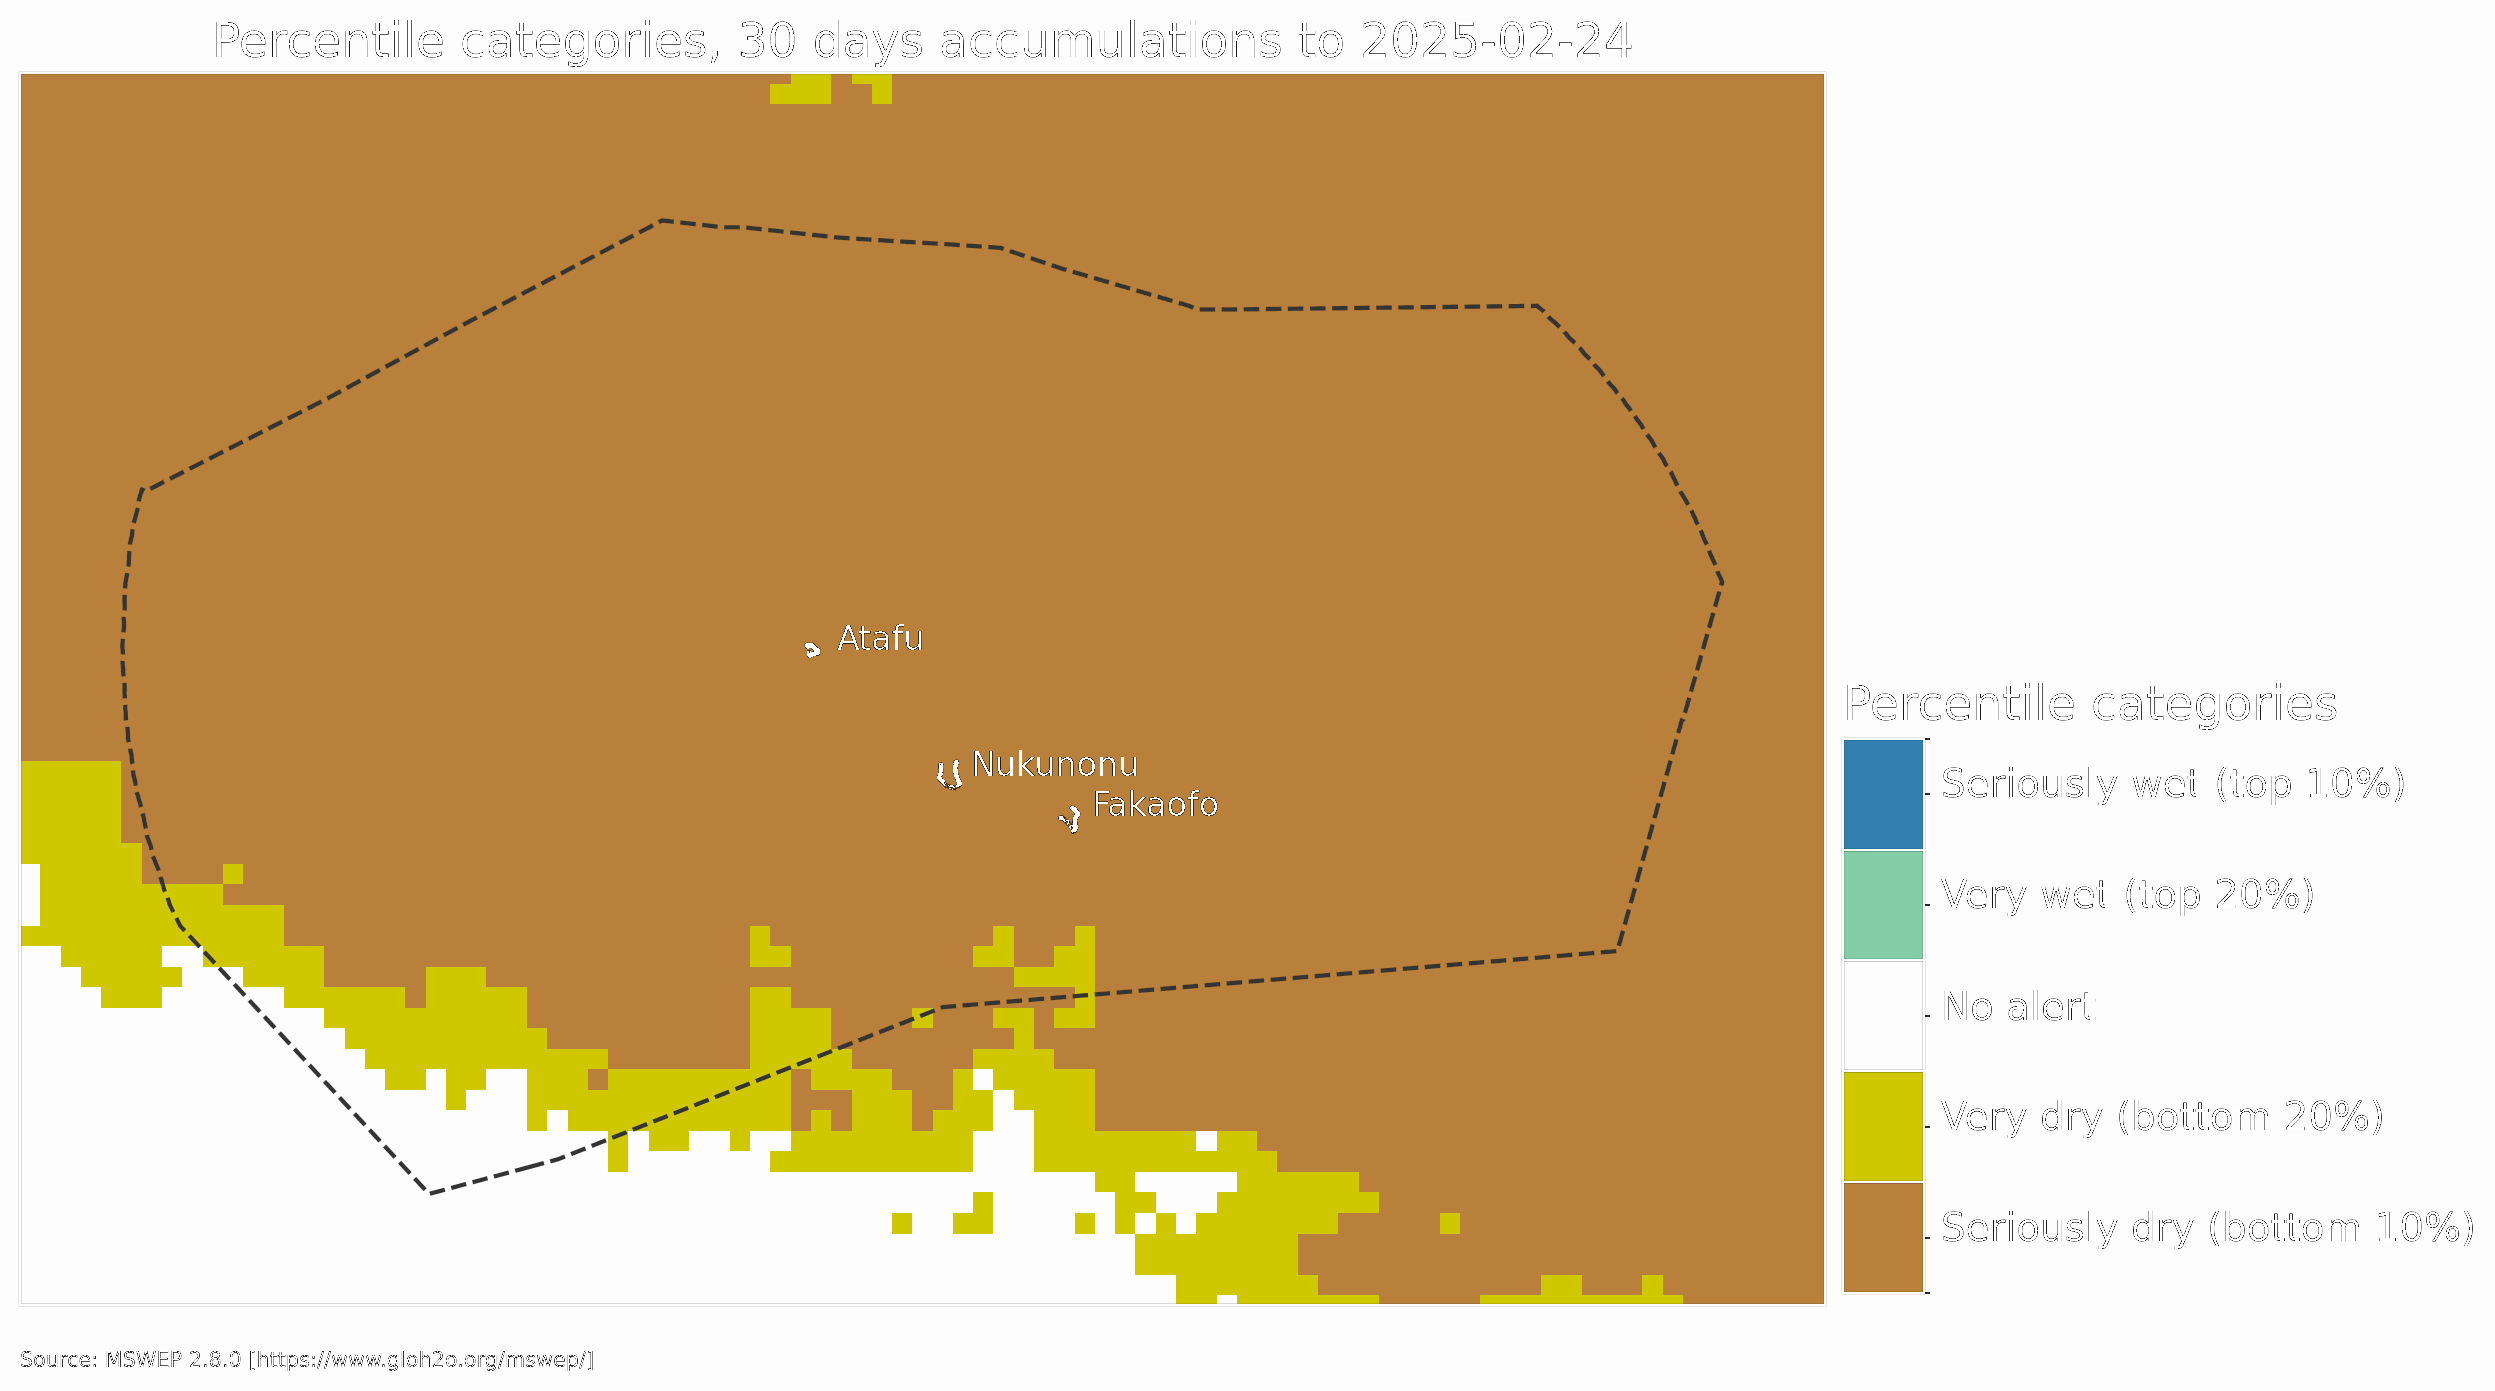 Percentile categories, 30 days accumulations to 2025-02-24
Atafu
Nukunonu
Fakaofo
Percentile categories
Seriously wet (top 10%)
Very wet (top 20%)
No alert
Very dry (bottom 20%)
Seriously dry (bottom 10%)
Source: MSWEP 2.8.0 [https://www.gloh2o.org/mswep/]